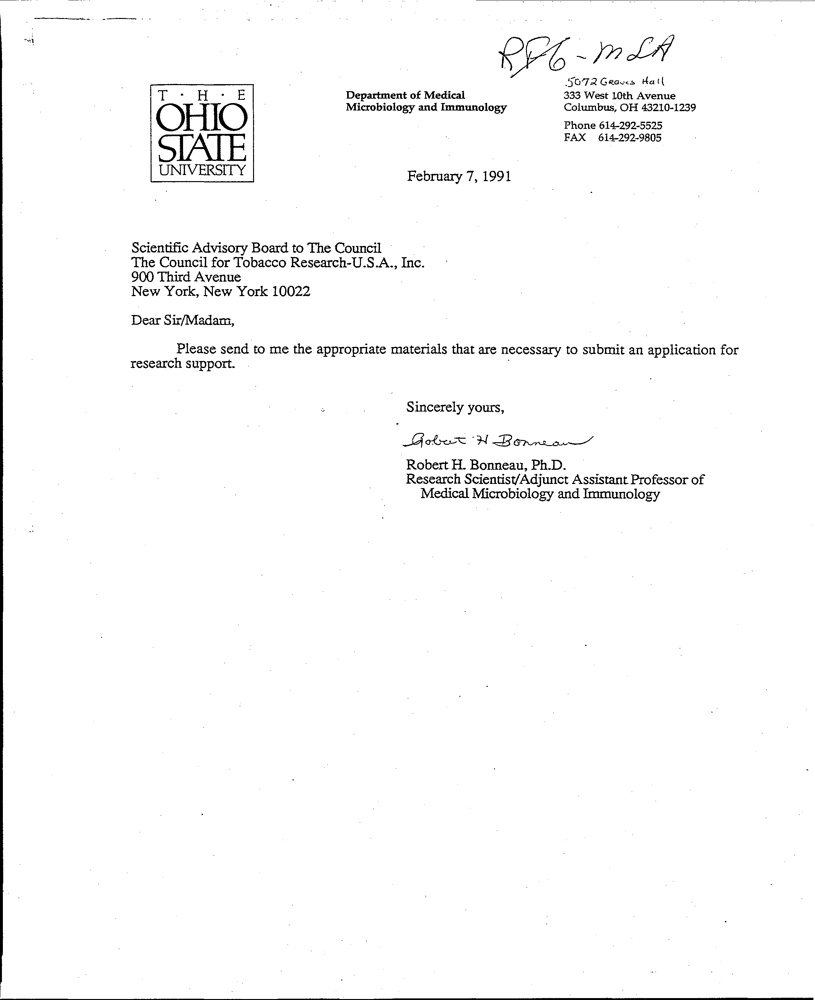 RFG-MLA
5072 Graves Hall
T · H · E
OHIO
STATE
UNIVERSITY
Department of Medical
Microbiology and Immunology
333 West 10th Avenue
Columbus, OH 43210-1239
Phone 614-292-5525
FAX 614-292-9805
February 7, 1991
Scientific Advisory Board to The Council
The Council for Tobacco Research-U.S.A., Inc.
900 Third Avenue
New York, New York 10022
Dear Sir/Madam,
Please send to me the appropriate materials that are necessary to submit an application for
research support.
Sincerely yours,
Robert H Bonneau
Robert H. Bonneau, Ph.D.
Research Scientist/Adjunct Assistant Professor of
Medical Microbiology and Immunology